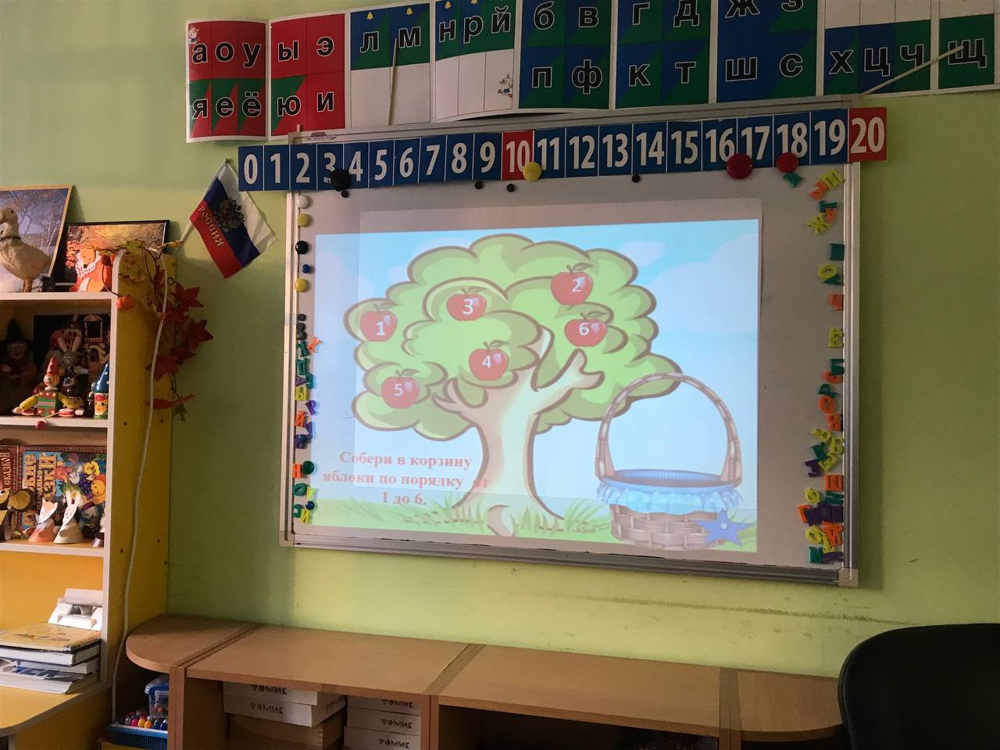 а о у ы э л м н р й б в г д ж з
я е ё ю и п ф к т ш с х ц ч щ
0 1 2 3 4 5 6 7 8 9 10 11 12 13 14 15 16 17 18 19 20
РОССИЯ
1 3 2
4 6
5
Собери в корзину
яблоки по порядку от
1 до 6.
ТОМИК ТОМИК
ТОМИК ТОМИК
ТОМИК